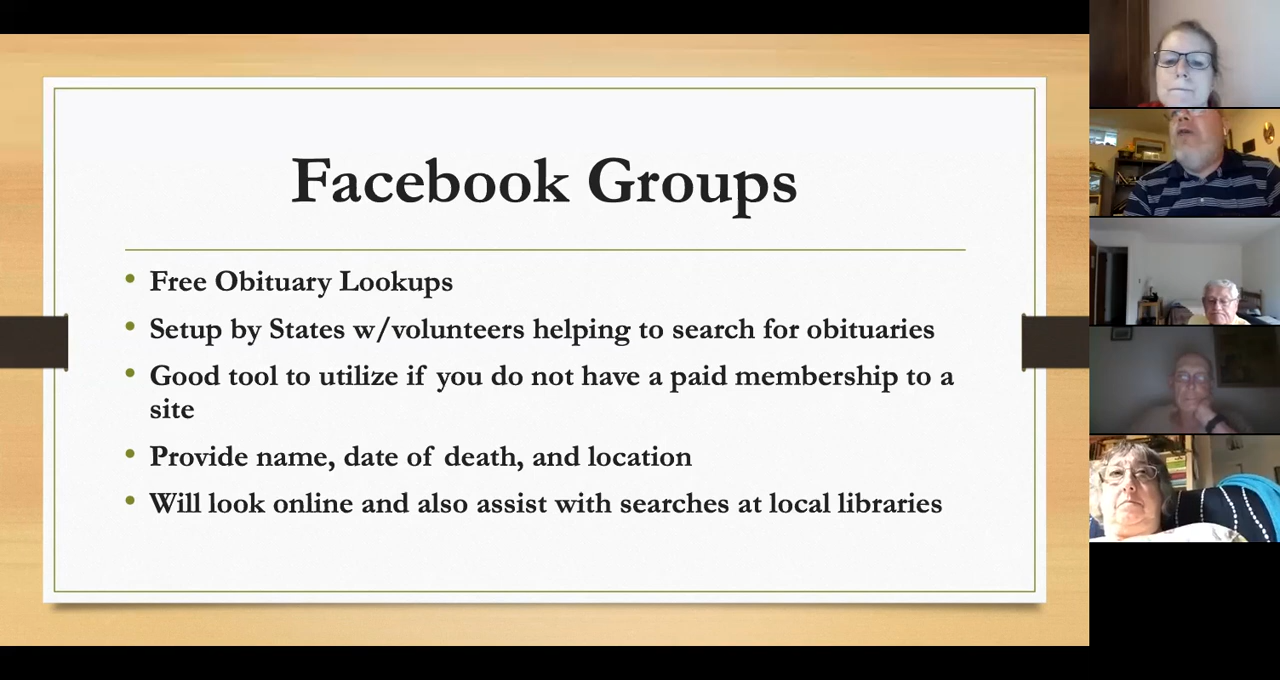 Facebook Groups
• Free Obituary Lookups
• Setup by States w/volunteers helping to search for obituaries
• Good tool to utilize if you do not have a paid membership to a
site
• Provide name, date of death, and location
• Will look online and also assist with searches at local libraries